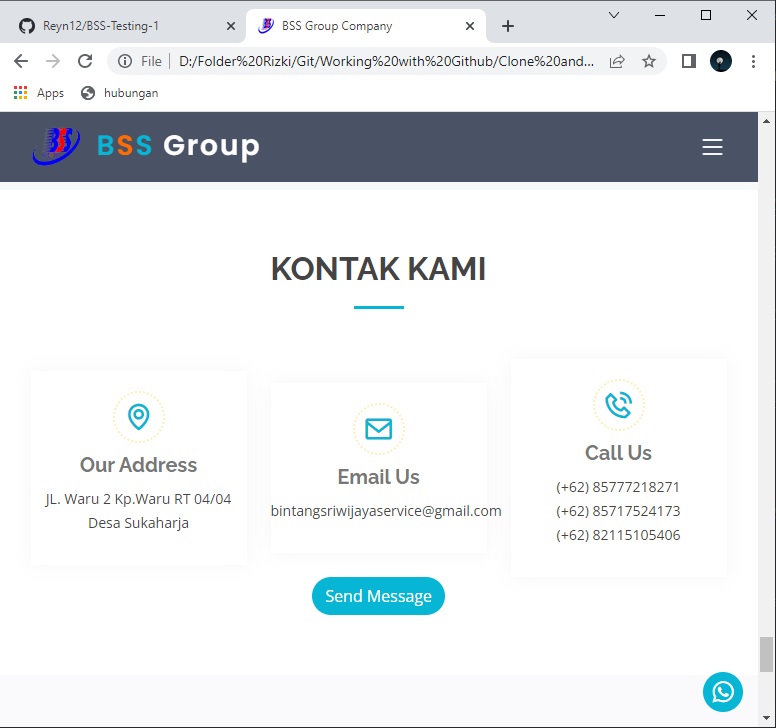 Reyn12/BSS-Testing-1
BSS Group Company
File
D:/Folder%20Rizki/Git/Working%20with%20Github/Clone%20and...
Apps
hubungan
BSS
BSS Group
KONTAK KAMI
Our Address
JL. Waru 2 Kp.Waru RT 04/04
Desa Sukaharja
Email Us
bintangsriwijayaservice@gmail.com
Call Us
(+62) 85777218271
(+62) 85717524173
(+62) 82115105406
Send Message